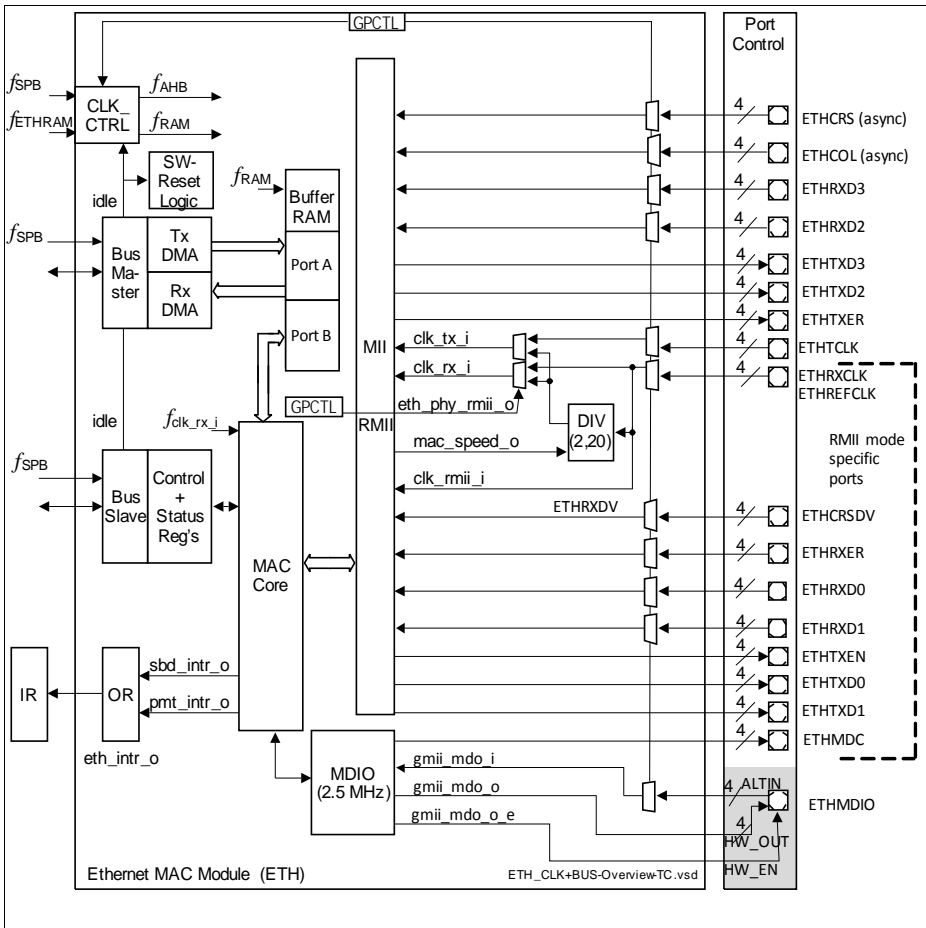 GPCTL
Port
Control
fSPB
fETHRAM
CLK_
CTRL
fAHB
fRAM
SW-
Reset
Logic
idle
fSPB
Bus
Ma-
ster
Tx
DMA
Rx
DMA
fRAM
Buffer
RAM
Port A
Port B
MII
RMII
clk_tx_i
clk_rx_i
GPCTL
eth_phy_rmii_o
mac_speed_o
clk_rmii_i
DIV
(2,20)
ETHRXDV
idle
fclk_rx_i
fSPB
Bus
Slave
Control
+
Status
Reg's
MAC
Core
IR
OR
eth_intr_o
sbd_intr_o
pmt_intr_o
MDIO
(2.5 MHz)
gmii_mdo_i
gmii_mdo_o
gmii_mdo_o_e
4
ETHCRS (async)
4
ETHCOL (async)
4
ETHRXD3
4
ETHRXD2
4
ETHTXD3
4
ETHTXD2
4
ETHTXER
4
ETHTCLK
4
ETHRXCLK
ETHREFCLK
RMII mode
specific
ports
4
ETHCRSDV
4
ETHRXER
4
ETHRXD0
4
ETHRXD1
4
ETHTXEN
4
ETHTXD0
4
ETHTXD1
4
ETHMDC
4
ALTIN
ETHMDIO
4
HW_OUT
HW_EN
Ethernet MAC Module (ETH)
ETH_CLK+BUS-Overview-TC.vsd